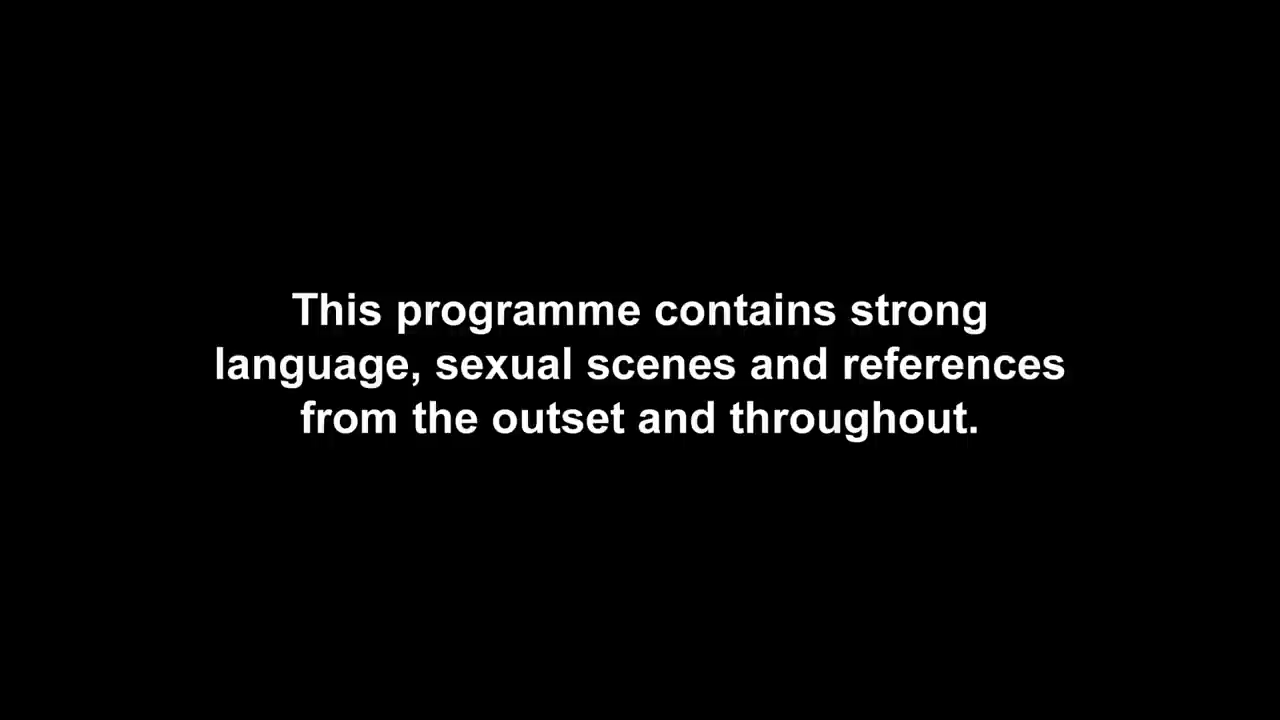 This programme contains strong
language, sexual scenes and references
from the outset and throughout.